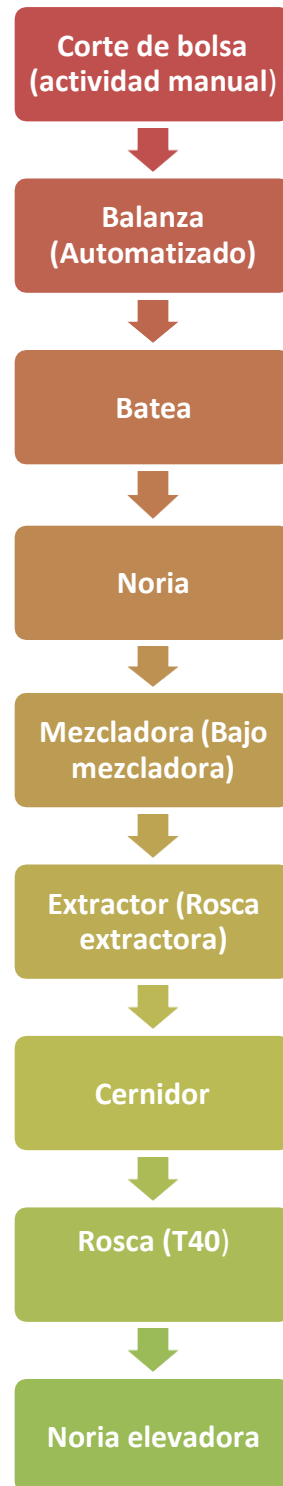 Corte de bolsa
(actividad manual)
Balanza
(Automatizado)
Batea
Noria
Mezcladora (Bajo
mezcladora)
Extractor (Rosca
extractora)
Cernidor
Rosca (T40)
Noria elevadora